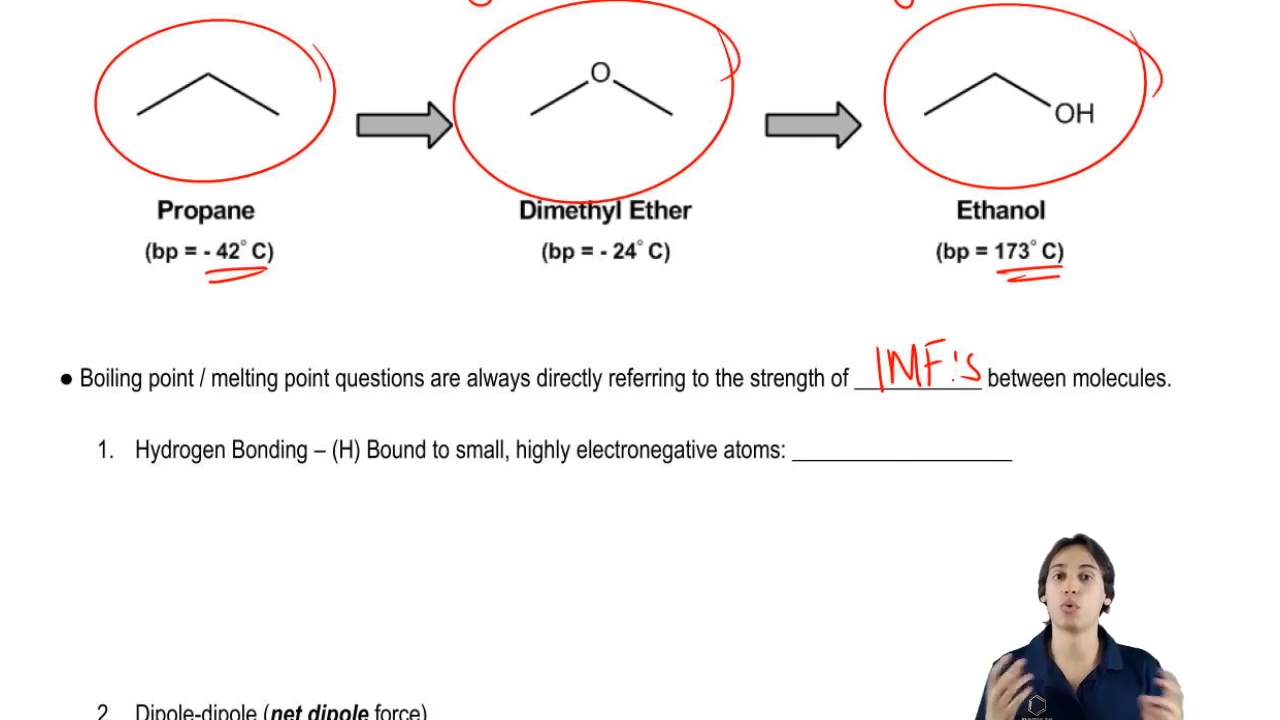 O
OH
Propane
Dimethyl Ether
Ethanol
(bp = - 42° C)
(bp = - 24° C)
(bp = 173° C)
● Boiling point / melting point questions are always directly referring to the strength of IMF's between molecules.
1. Hydrogen Bonding – (H) Bound to small, highly electronegative atoms: ____________________
2. Dipole-dipole (net dipole force)